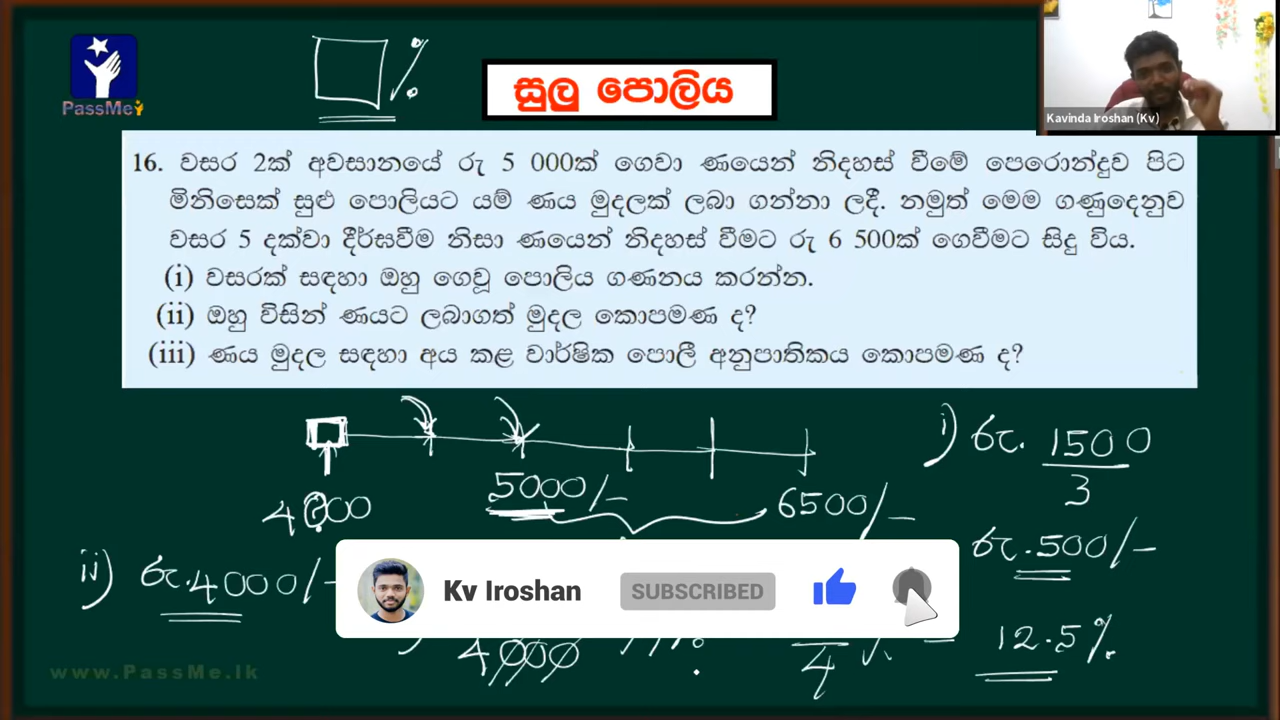 PassMe
□ %
සුලු පොලිය
Kavinda Iroshan (Kv)
16. වසර 2ක් අවසානයේ රු 5 000ක් ගෙවා ණයෙන් නිදහස් වීමේ පෙරොන්දුව පිට
මිනිසෙක් සුළු පොලියට යම් ණය මුදලක් ලබා ගන්නා ලදී. නමුත් මෙම ගණුදෙනුව
වසර 5 දක්වා දීර්ඝවීම නිසා ණයෙන් නිදහස් වීමට රු 6 500ක් ගෙවීමට සිදු විය.
(i) වසරක් සඳහා ඔහු ගෙවූ පොලිය ගණනය කරන්න.
(ii) ඔහු විසින් ණයට ලබාගත් මුදල කොපමණ ද?
(iii) ණය මුදල සඳහා අය කළ වාර්ෂික පොලී අනුපාතිකය කොපමණ ද?
i) රු. 1500
3
4000 5000/- 6500/-
රු. 500/-
ii) රු. 4000/-
Kv Iroshan SUBSCRIBED
4000 4 12.5%
www.PassMe.lk